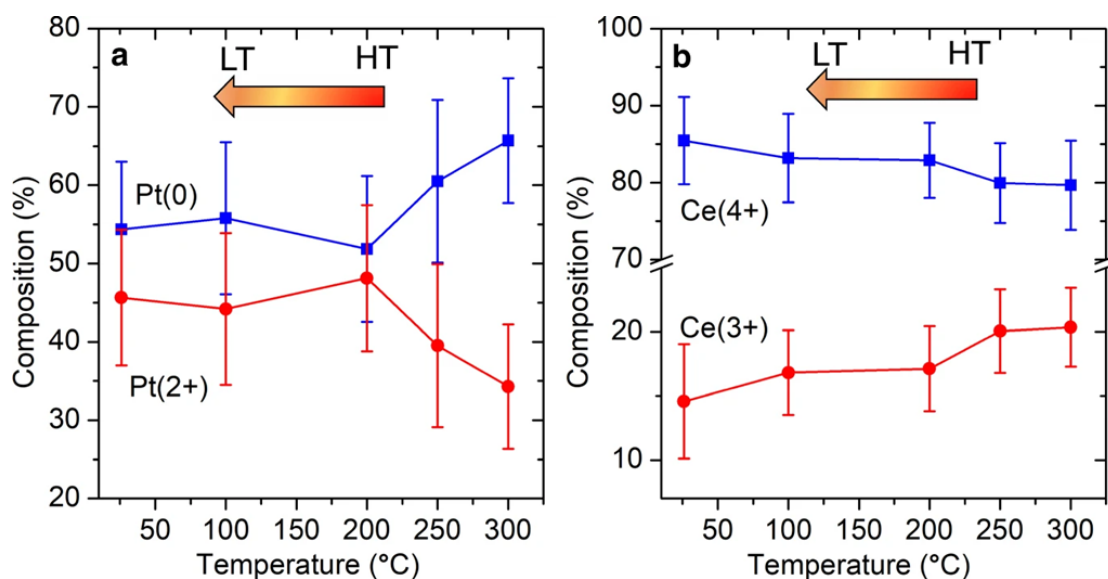 a
LT HT
Pt(0)
Pt(2+)
Composition (%)
80
70
60
50
40
30
20
50 100 150 200 250 300
Temperature (°C)
b
LT HT
Ce(4+)
Ce(3+)
Composition (%)
100
90
80
70
20
10
50 100 150 200 250 300
Temperature (°C)